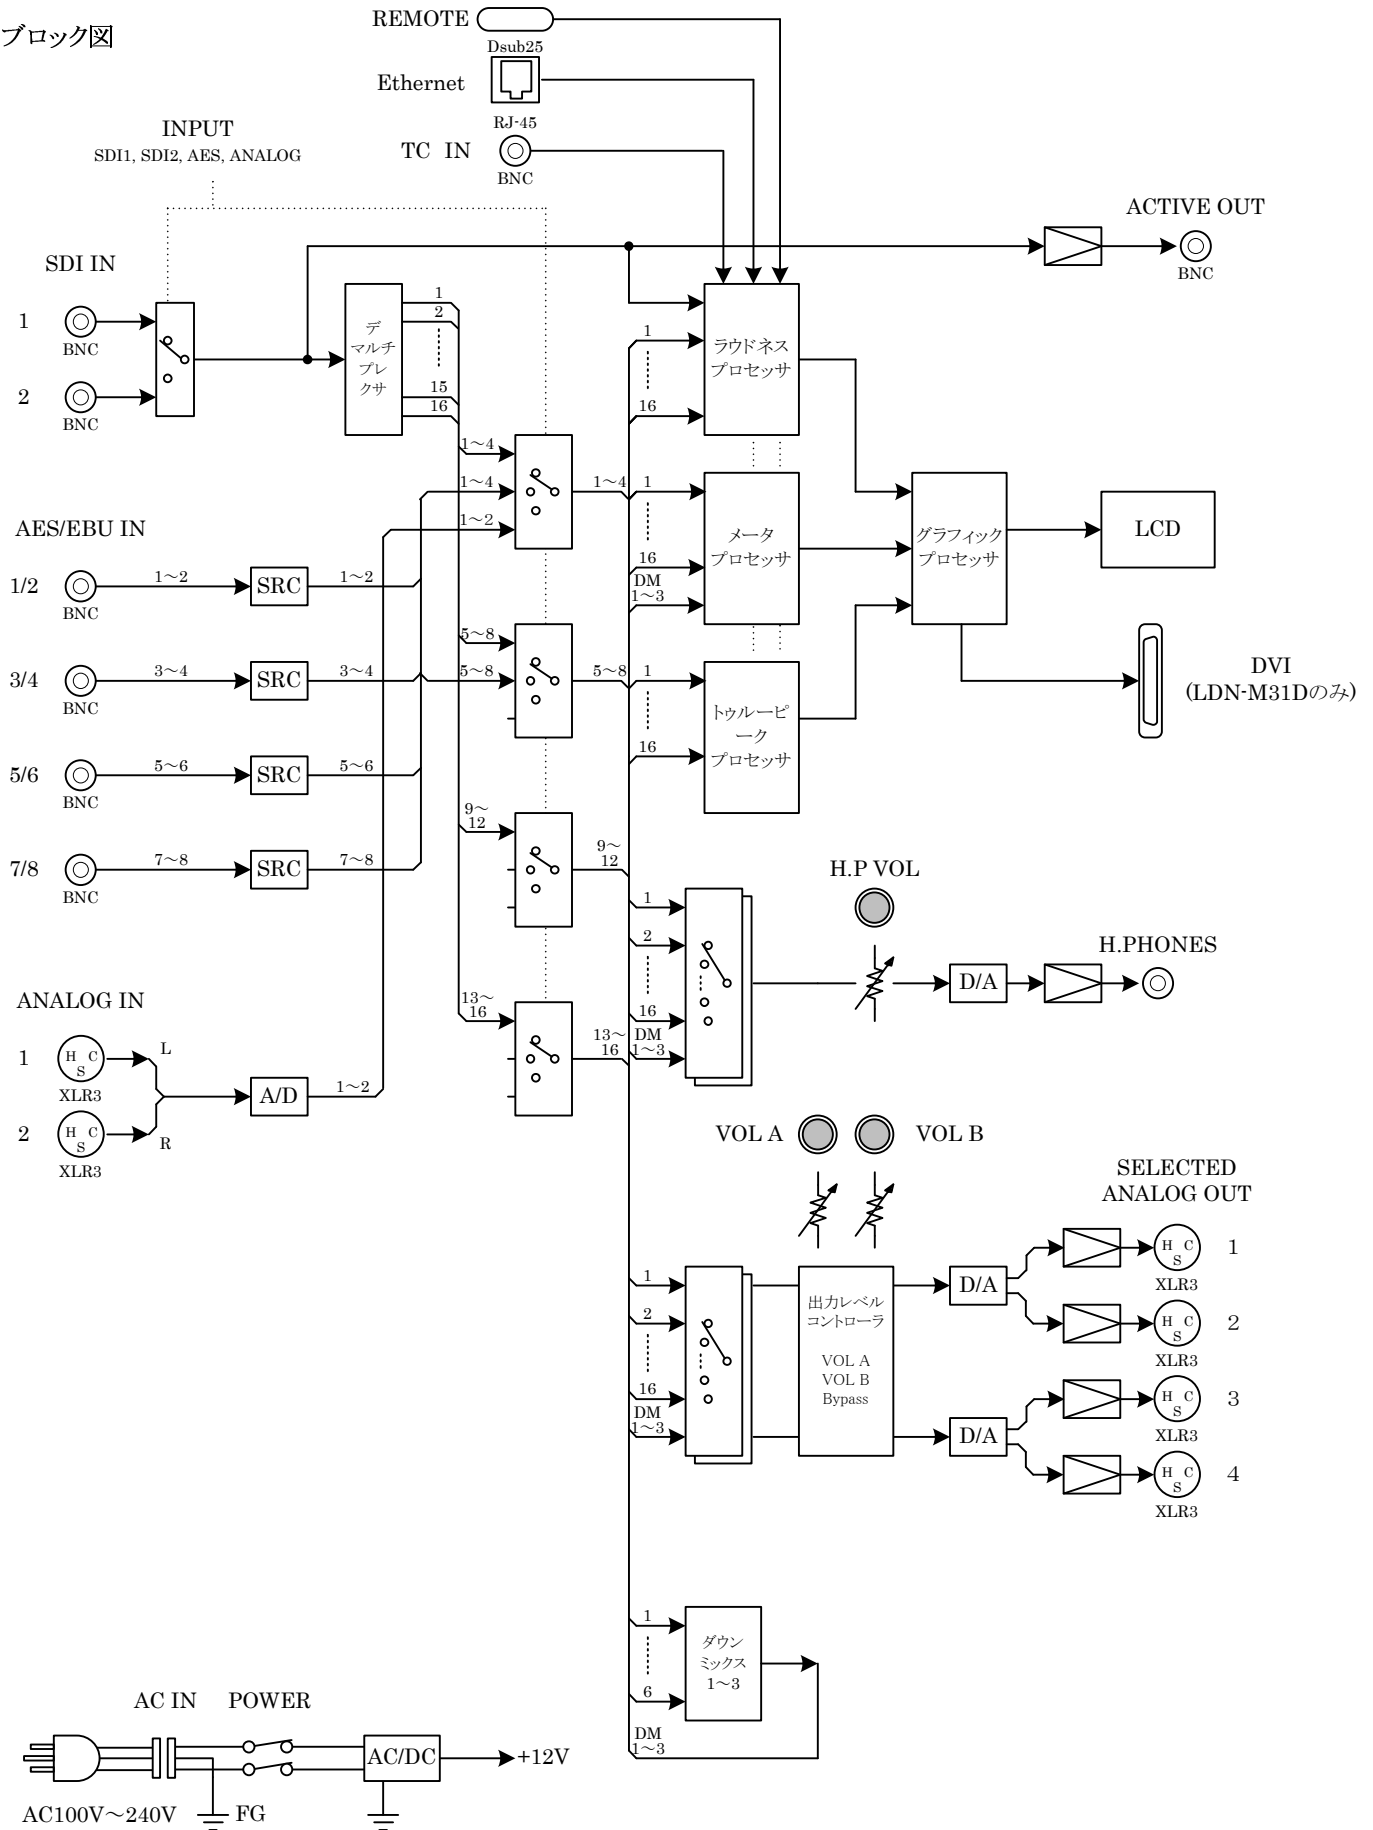 ブロック図
REMOTE
Dsub25
Ethernet
RJ-45
TC IN
BNC
INPUT
SDI1, SDI2, AES, ANALOG
ACTIVE OUT
BNC
SDI IN
1
BNC
2
BNC
デ
マルチ
プレ
クサ
1
2
15
16
ラウドネス
プロセッサ
1
16
1～4
1～4
1～2
1～4
メータ
プロセッサ
1
16
DM
1～3
グラフィック
プロセッサ
LCD
DVI
(LDN-M31Dのみ)
AES/EBU IN
1/2
BNC
1～2
SRC
1～2
3/4
BNC
3～4
SRC
3～4
5/6
BNC
5～6
SRC
5～6
7/8
BNC
7～8
SRC
7～8
5～8
5～8
5～8
トゥルーピ
ーク
プロセッサ
1
16
9～
12
9～
12
13～
16
13～
16
H.P VOL
1
2
16
DM
1～3
D/A
H.PHONES
ANALOG IN
1
H C
S
XLR3
L
2
H C
S
XLR3
R
A/D
1～2
VOL A
VOL B
SELECTED
ANALOG OUT
1
2
16
DM
1～3
出力レベル
コントローラ
VOL A
VOL B
Bypass
D/A
D/A
H C
S
XLR3
1
H C
S
XLR3
2
H C
S
XLR3
3
H C
S
XLR3
4
1
6
ダウン
ミックス
1～3
DM
1～3
AC IN
POWER
AC/DC
+12V
AC100V～240V
FG